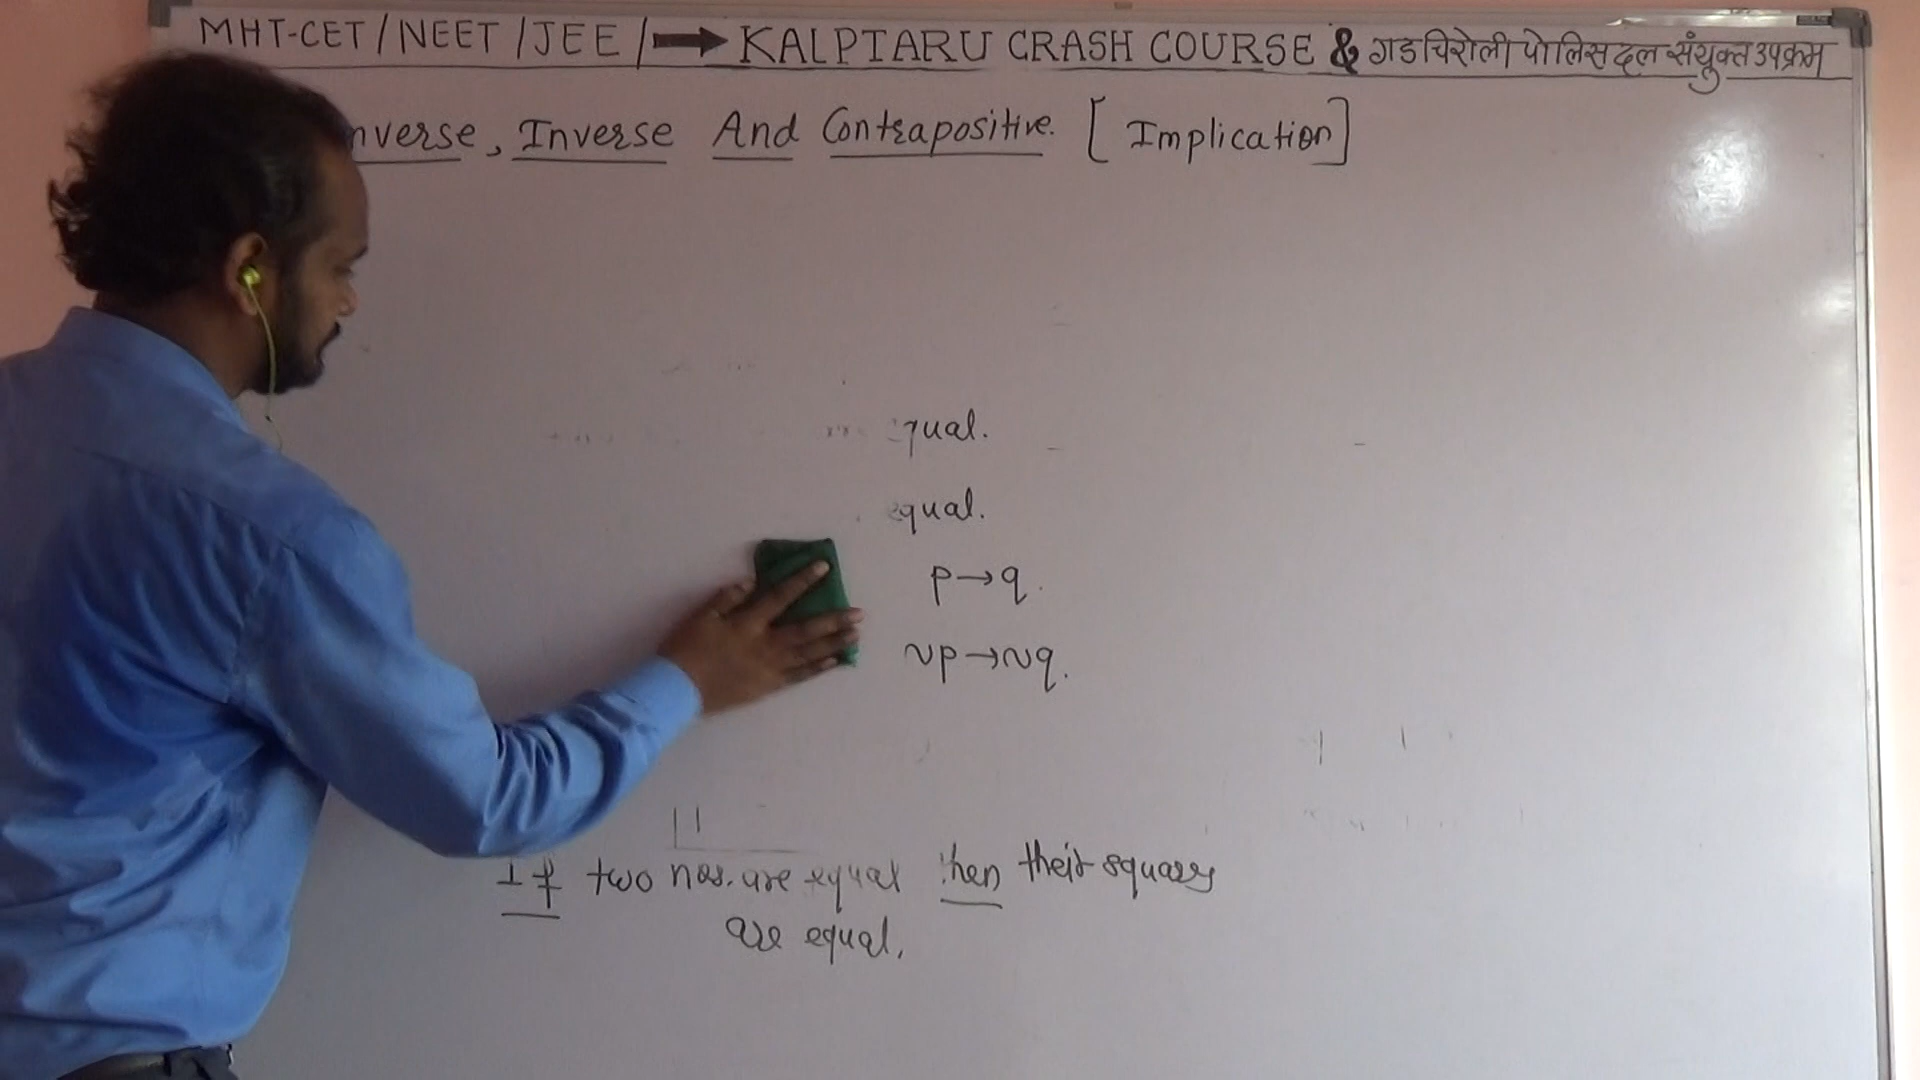 MHT-CET/NEET/JEE/➡KALPTARU CRASH COURSE & गडचिरोली पोलिस दल संयुक्त उपक्रम
nverse, Inverse And Contrapositive. [Implication]
qual.
equal.
p→q.
~p→~q.
If two nos. are equal then their squares
are equal.